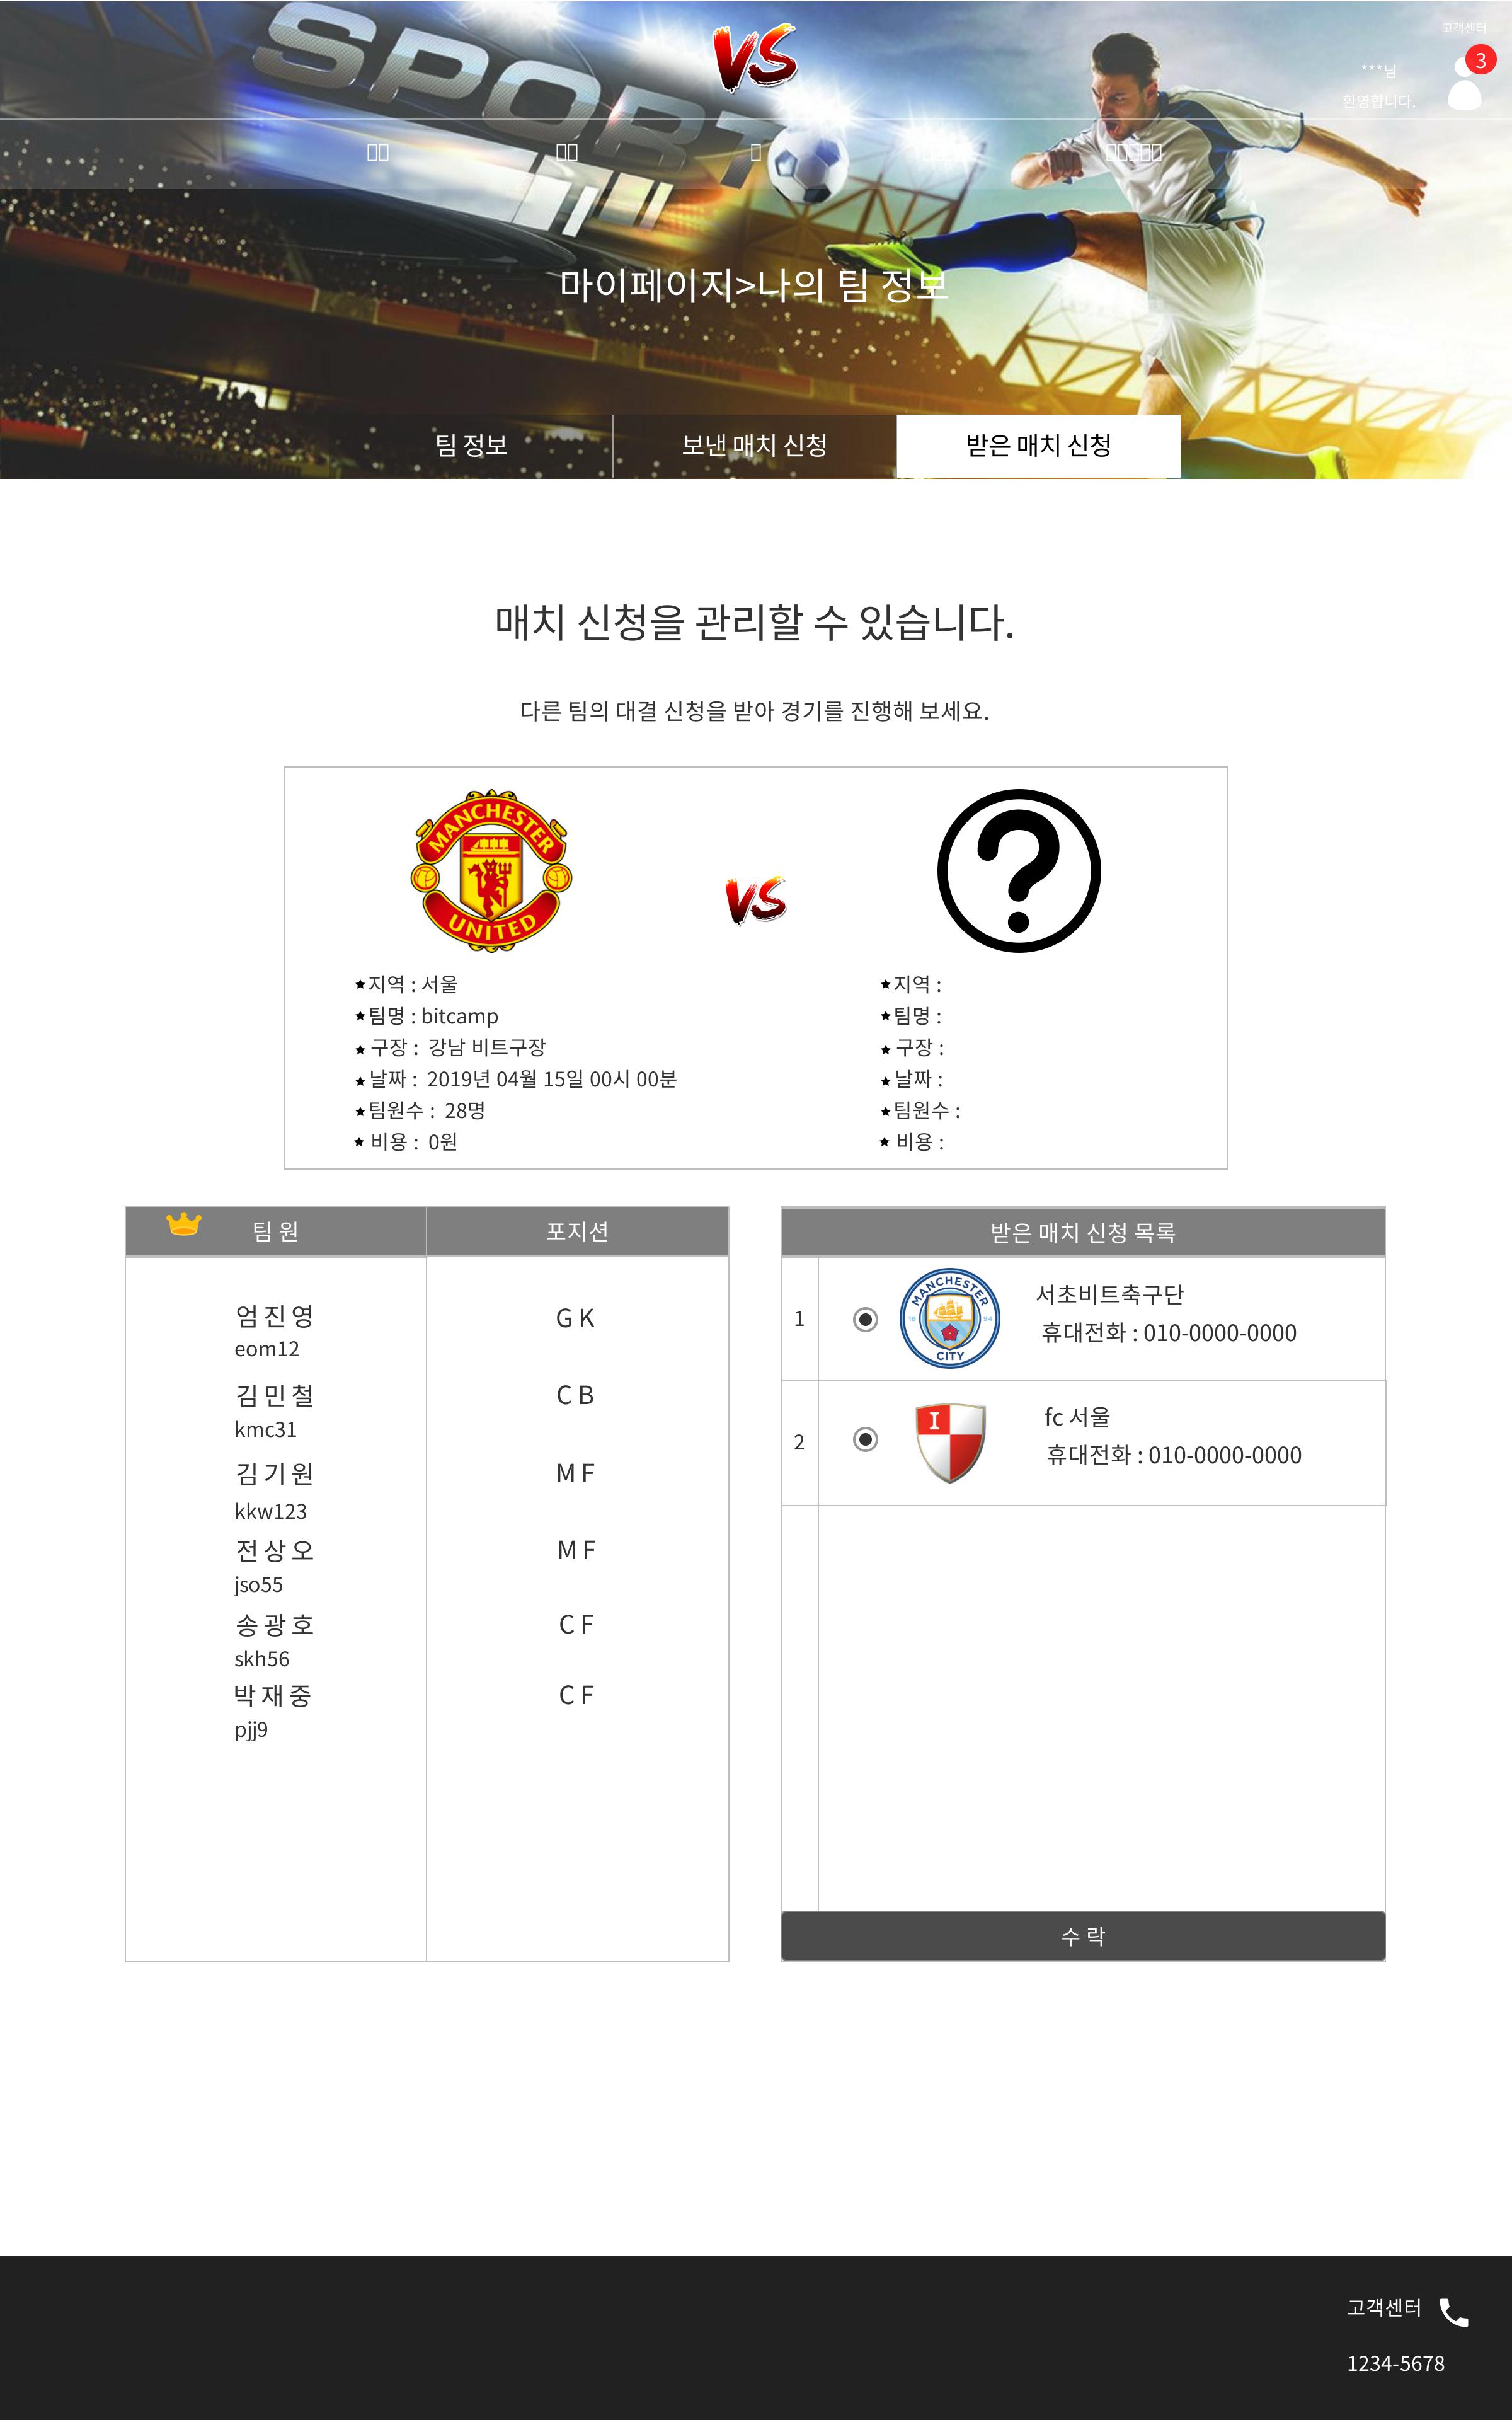 SPORT
VS
고객센터
3
***님
환영합니다.
마이페이지>나의 팀 정보
팀 정보
보낸 매치 신청
받은 매치 신청
매치 신청을 관리할 수 있습니다.
다른 팀의 대결 신청을 받아 경기를 진행해 보세요.
MANCHESTER
UNITED
VS
지역 : 서울
팀명 : bitcamp
구장 : 강남 비트구장
날짜 : 2019년 04월 15일 00시 00분
팀원수 : 28명
비용 : 0원
지역 :
팀명 :
구장 :
날짜 :
팀원수 :
비용 :
팀 원
포지션
엄 진 영
eom12
G K
김 민 철
kmc31
C B
김 기 원
kkw123
M F
전 상 오
jso55
M F
송 광 호
skh56
C F
박 재 중
pjj9
C F
받은 매치 신청 목록
1
MANCHESTER
18 94
CITY
서초비트축구단
휴대전화 : 010-0000-0000
2
I
fc 서울
휴대전화 : 010-0000-0000
수 락
고객센터
1234-5678